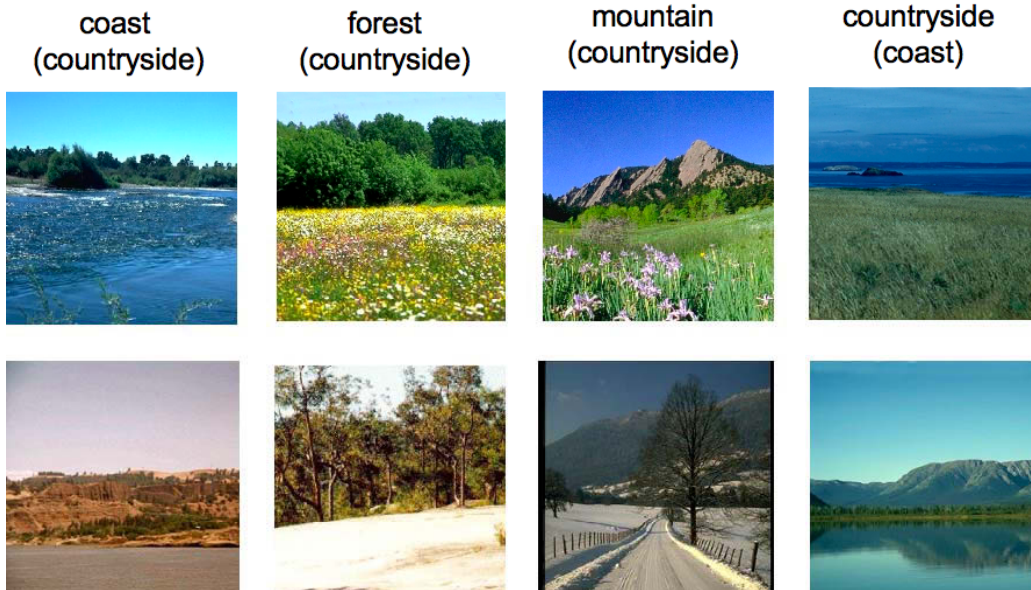 coast
(countryside)
forest
(countryside)
mountain
(countryside)
countryside
(coast)